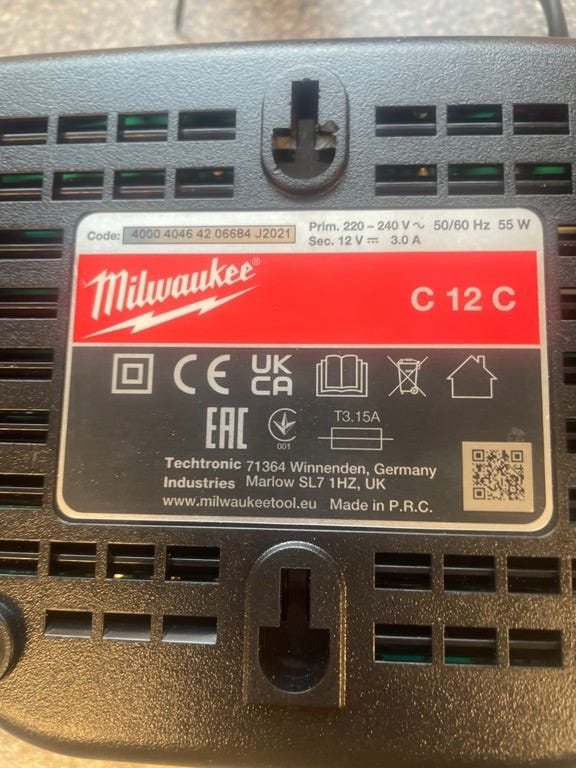 Code: 4000 4046 42 06684 J2021
Prim. 220 – 240 V ~ 50/60 Hz 55 W
Sec. 12 V ⎓ 3.0 A
Milwaukee®
C 12 C
CE
UK
CA
EAC
001
T3.15A
Techtronic 71364 Winnenden, Germany
Industries Marlow SL7 1HZ, UK
www.milwaukeetool.eu Made in P.R.C.